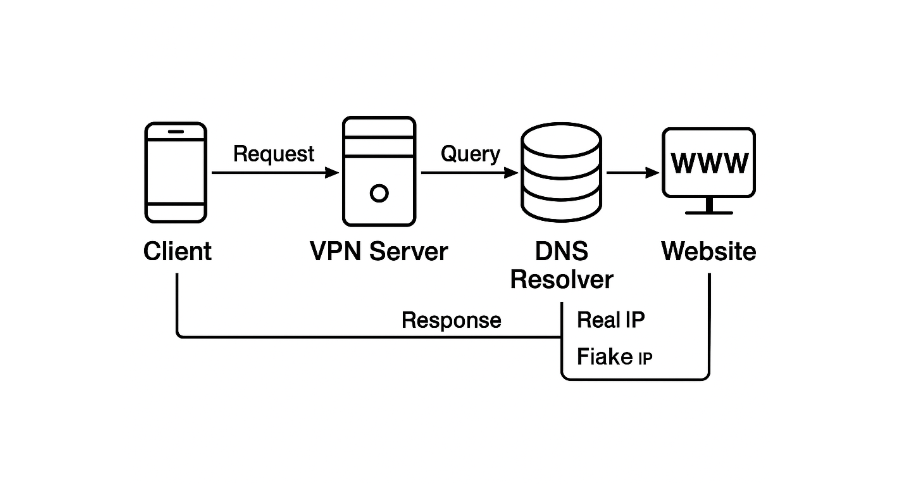 Request
Query
WWW
Client
VPN Server
DNS
Resolver
Website
Response
Real IP
Fiake IP